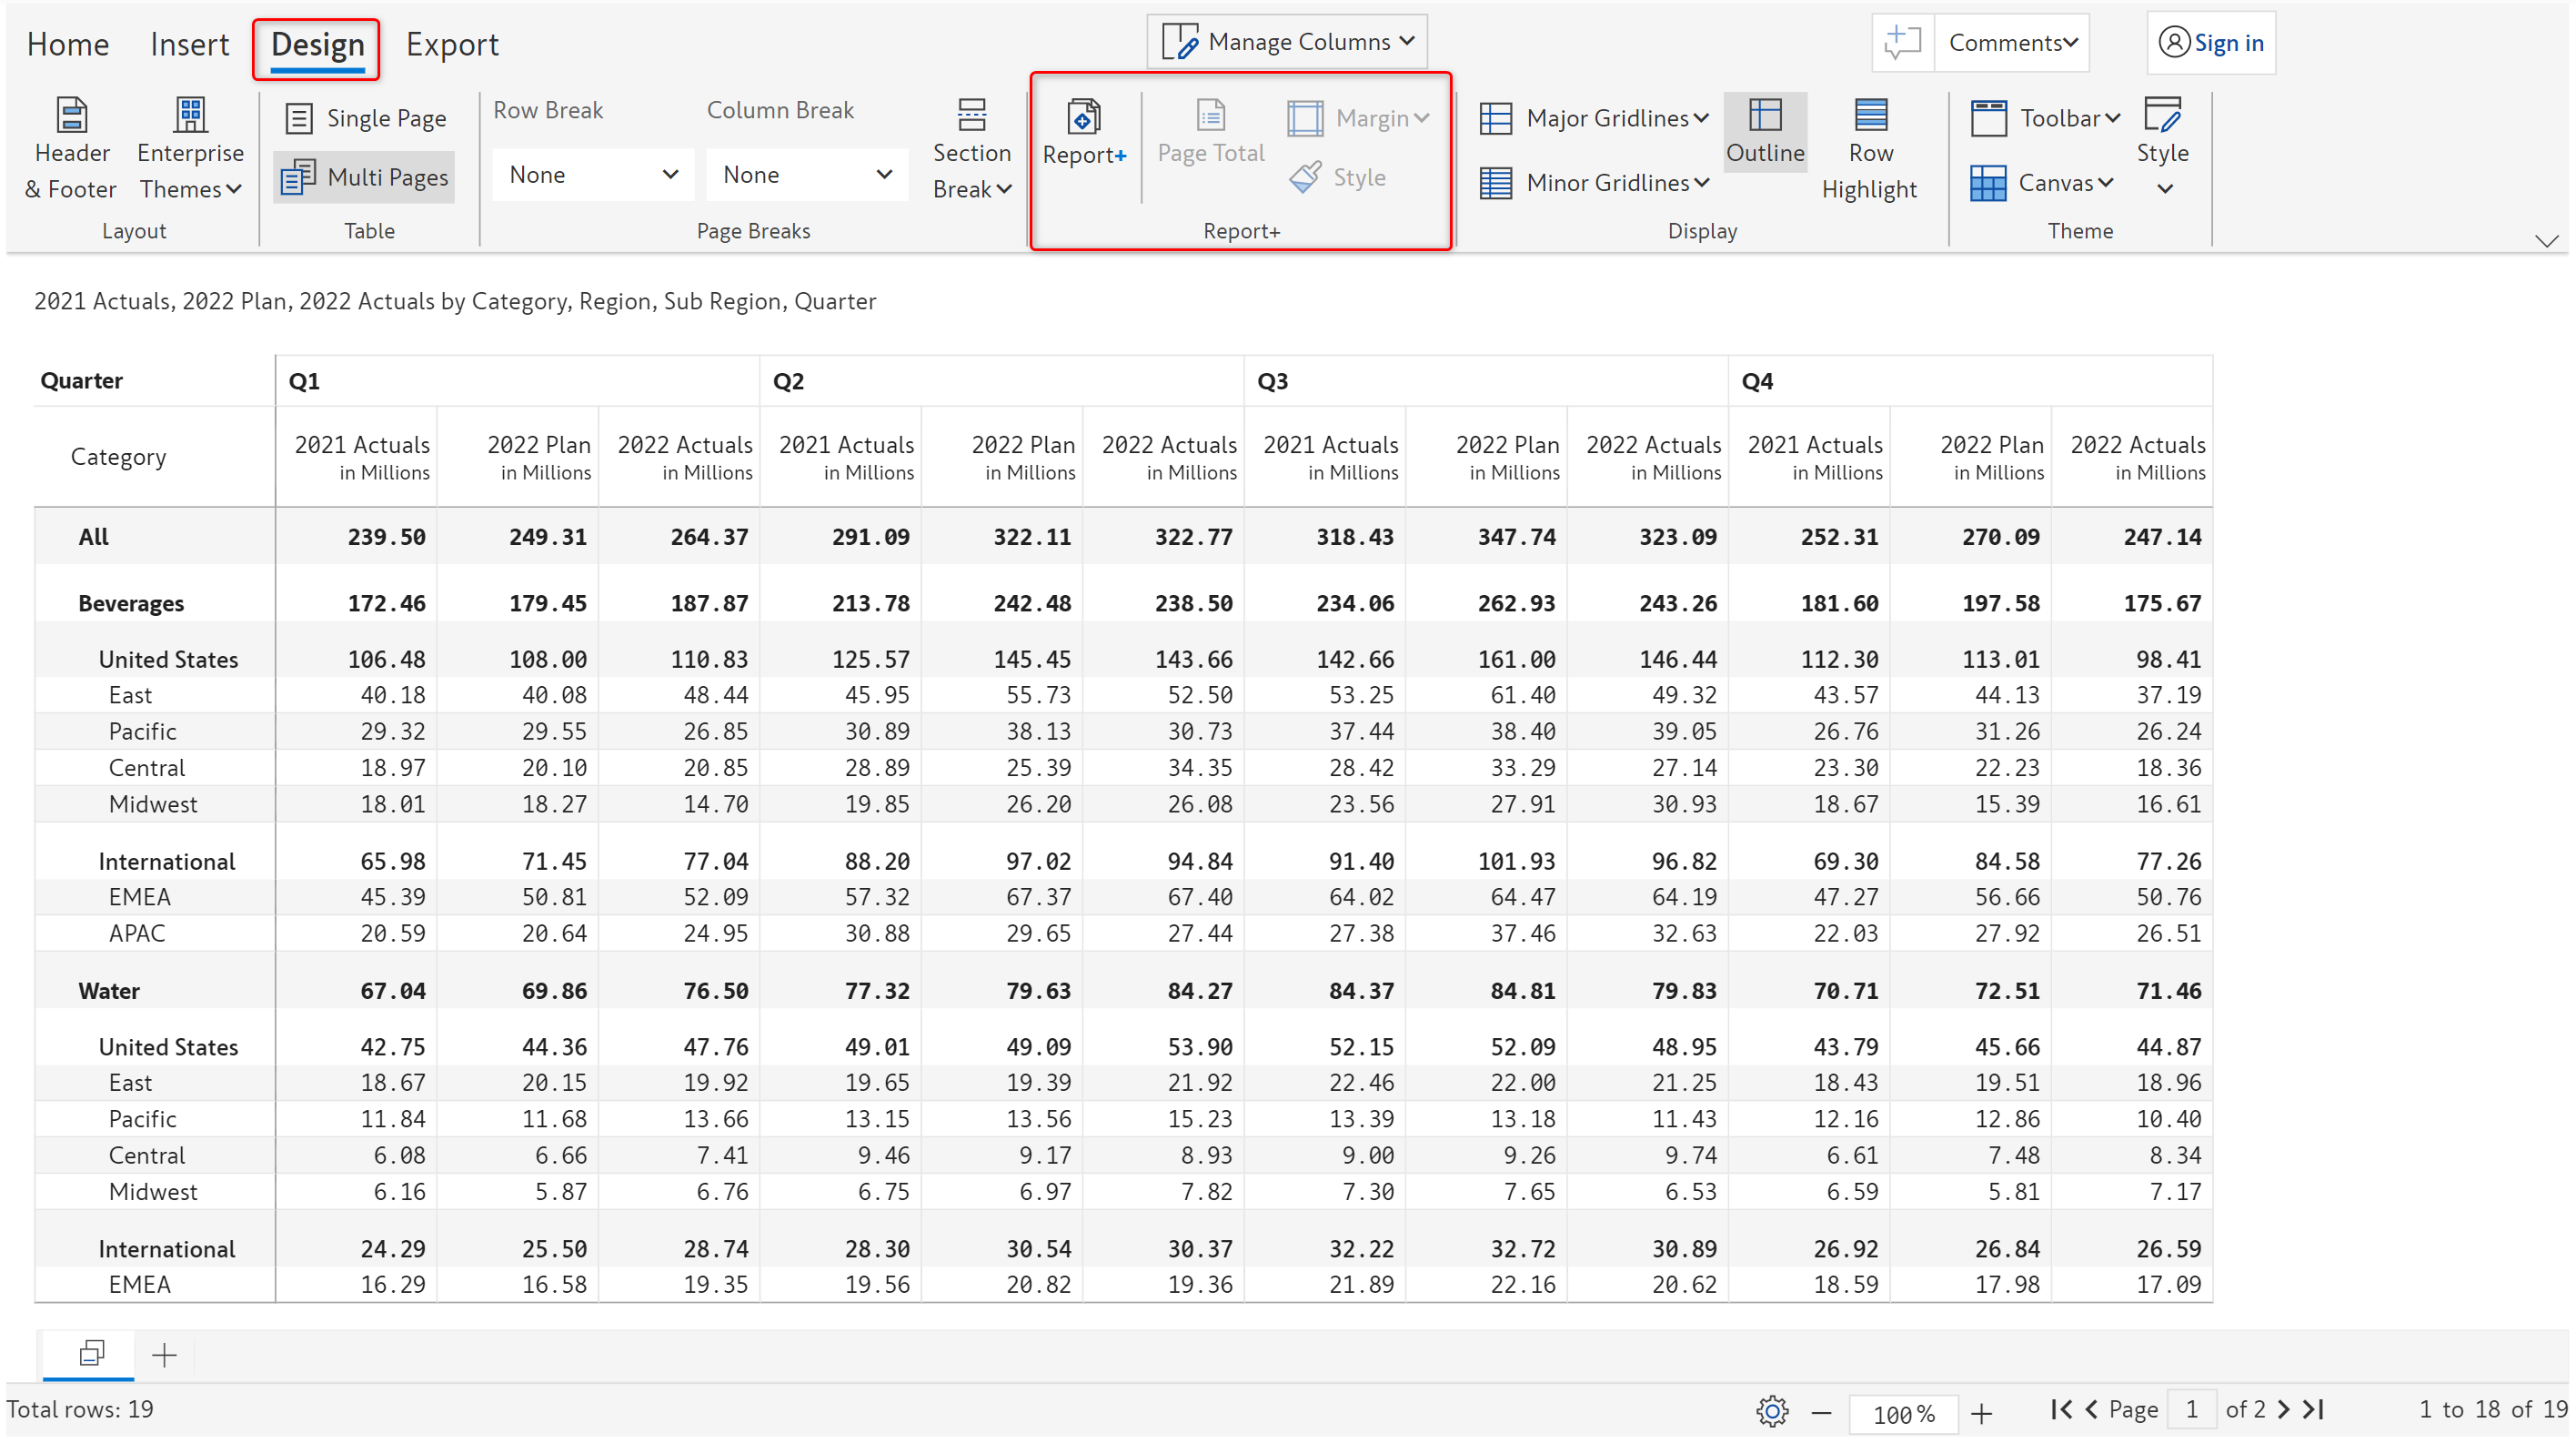 Home Insert Design Export Manage Columns Comments Sign in
Header & Footer
Enterprise Themes
Layout
Single Page
Multi Pages
Table
Row Break Column Break
None None
Section Break
Page Breaks
Report+
Page Total
Margin
Style
Report+
Major Gridlines
Minor Gridlines
Outline
Row Highlight
Display
Toolbar
Canvas
Style
Theme
2021 Actuals, 2022 Plan, 2022 Actuals by Category, Region, Sub Region, Quarter
Quarter Q1 Q2 Q3 Q4
Category 2021 Actuals 2022 Plan 2022 Actuals 2021 Actuals 2022 Plan 2022 Actuals 2021 Actuals 2022 Plan 2022 Actuals 2021 Actuals 2022 Plan 2022 Actuals
in Millions in Millions in Millions in Millions in Millions in Millions in Millions in Millions in Millions in Millions in Millions in Millions
All 239.50 249.31 264.37 291.09 322.11 322.77 318.43 347.74 323.09 252.31 270.09 247.14
Beverages 172.46 179.45 187.87 213.78 242.48 238.50 234.06 262.93 243.26 181.60 197.58 175.67
United States 106.48 108.00 110.83 125.57 145.45 143.66 142.66 161.00 146.44 112.30 113.01 98.41
East 40.18 40.08 48.44 45.95 55.73 52.50 53.25 61.40 49.32 43.57 44.13 37.19
Pacific 29.32 29.55 26.85 30.89 38.13 30.73 37.44 38.40 39.05 26.76 31.26 26.24
Central 18.97 20.10 20.85 28.89 25.39 34.35 28.42 33.29 27.14 23.30 22.23 18.36
Midwest 18.01 18.27 14.70 19.85 26.20 26.08 23.56 27.91 30.93 18.67 15.39 16.61
International 65.98 71.45 77.04 88.20 97.02 94.84 91.40 101.93 96.82 69.30 84.58 77.26
EMEA 45.39 50.81 52.09 57.32 67.37 67.40 64.02 64.47 64.19 47.27 56.66 50.76
APAC 20.59 20.64 24.95 30.88 29.65 27.44 27.38 37.46 32.63 22.03 27.92 26.51
Water 67.04 69.86 76.50 77.32 79.63 84.27 84.37 84.81 79.83 70.71 72.51 71.46
United States 42.75 44.36 47.76 49.01 49.09 53.90 52.15 52.09 48.95 43.79 45.66 44.87
East 18.67 20.15 19.92 19.65 19.39 21.92 22.46 22.00 21.25 18.43 19.51 18.96
Pacific 11.84 11.68 13.66 13.15 13.56 15.23 13.39 13.18 11.43 12.16 12.86 10.40
Central 6.08 6.66 7.41 9.46 9.17 8.93 9.00 9.26 9.74 6.61 7.48 8.34
Midwest 6.16 5.87 6.76 6.75 6.97 7.82 7.30 7.65 6.53 6.59 5.81 7.17
International 24.29 25.50 28.74 28.30 30.54 30.37 32.22 32.72 30.89 26.92 26.84 26.59
EMEA 16.29 16.58 19.35 19.56 20.82 19.36 21.89 22.16 20.62 18.59 17.98 17.09
Total rows: 19 100% Page 1 of 2 1 to 18 of 19